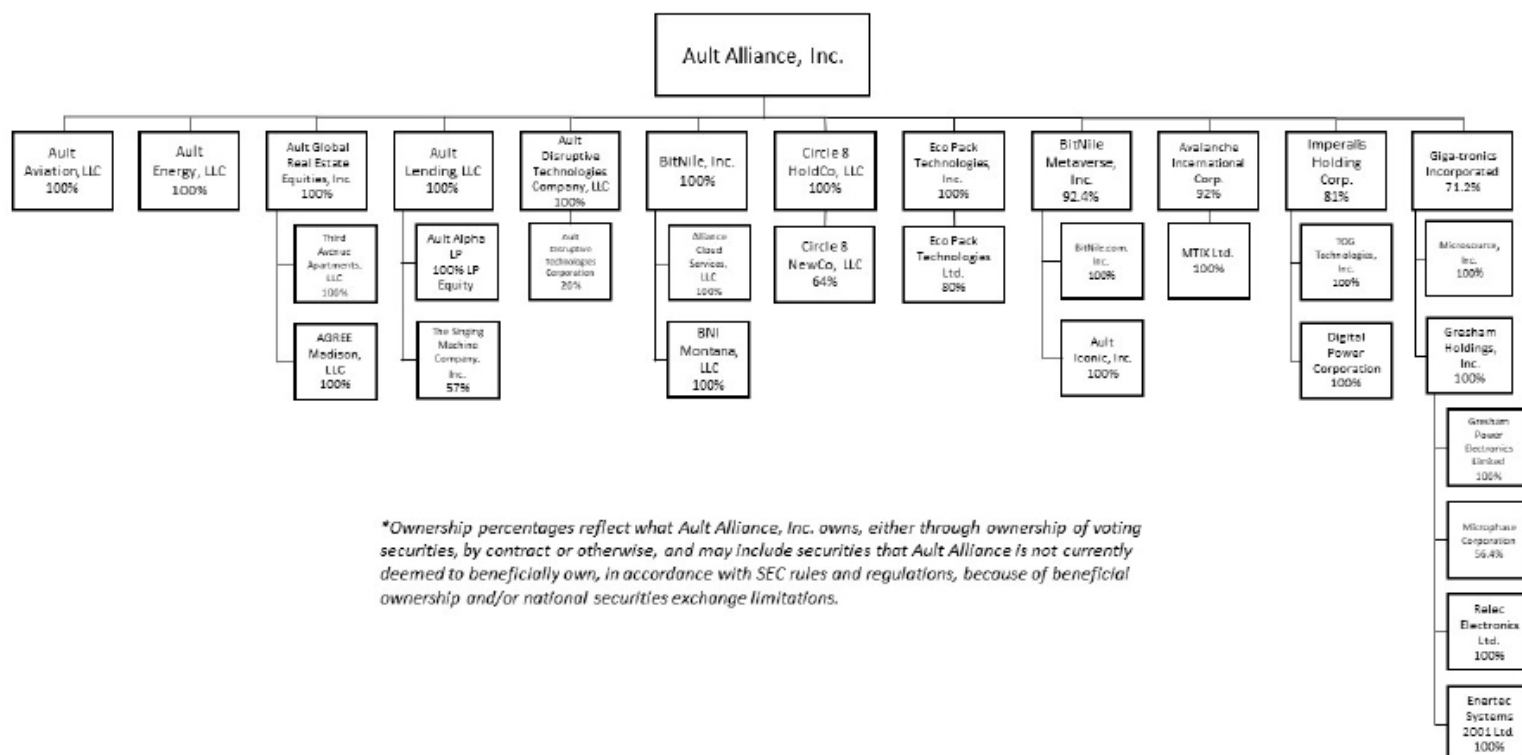 Ault Alliance, Inc.
Ault
Aviation, LLC
100%
Ault
Energy, LLC
100%
Ault Global
Real Estate
Equities, Inc.
100%
Ault
Lending, LLC
100%
Ault
Disruptive
Technologies
Company, LLC
100%
BitNile, Inc.
100%
Circle 8
HoldCo, LLC
100%
Eco Pack
Technologies,
Inc.
100%
BitNile
Metaverse,
Inc.
92.4%
Avalanche
International
Corp.
92%
Imperalis
Holding
Corp.
81%
Giga-tronics
Incorporated
71.2%
Third
Avenue
Apartments,
LLC
100%
Ault Alpha
LP
100% LP
Equity
Ault
Disruptive
Technologies
Corporation
20%
Alliance
Cloud
Services,
LLC
100%
Circle 8
NewCo, LLC
64%
Eco Pack
Technologies
Ltd.
80%
BitNile.com,
Inc.
100%
MTIX Ltd.
100%
TOG
Technologies,
Inc.
100%
Microsource,
Inc.
100%
AGREE
Madison,
LLC
100%
The Singing
Machine
Company,
Inc.
57%
BNI
Montana,
LLC
100%
Ault
Iconic, Inc.
100%
Digital
Power
Corporation
100%
Gresham
Holdings,
Inc.
100%
Gresham
Power
Electronics
Limited
100%
Microphase
Corporation
56.4%
Relec
Electronics
Ltd.
100%
Enertec
Systems
2001 Ltd.
100%
*Ownership percentages reflect what Ault Alliance, Inc. owns, either through ownership of voting
securities, by contract or otherwise, and may include securities that Ault Alliance is not currently
deemed to beneficially own, in accordance with SEC rules and regulations, because of beneficial
ownership and/or national securities exchange limitations.